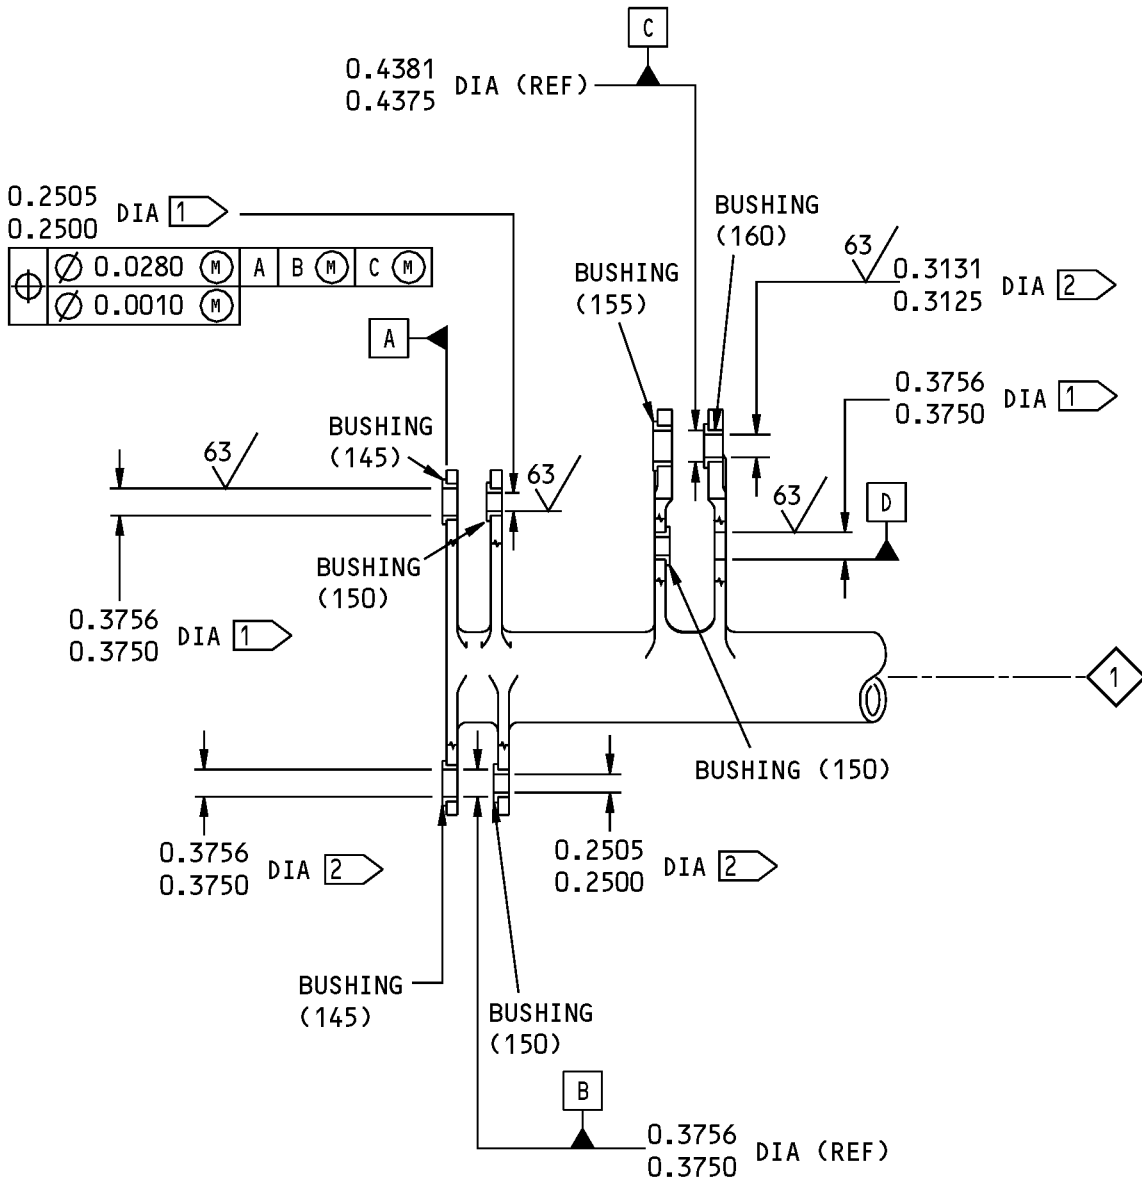 C
0.4381
0.4375 DIA (REF)
0.2505
0.2500 DIA 1
⌀ 0.0280 Ⓜ A B Ⓜ C Ⓜ
⌀ 0.0010 Ⓜ
BUSHING
(160)
63
0.3131
0.3125 DIA 2
BUSHING
(155)
A
0.3756
0.3750 DIA 1
BUSHING
(145)
63
63
63
D
BUSHING
(150)
0.3756
0.3750 DIA 1
1
BUSHING (150)
0.3756
0.3750 DIA 2
0.2505
0.2500 DIA 2
BUSHING
(145)
BUSHING
(150)
B
0.3756
0.3750 DIA (REF)